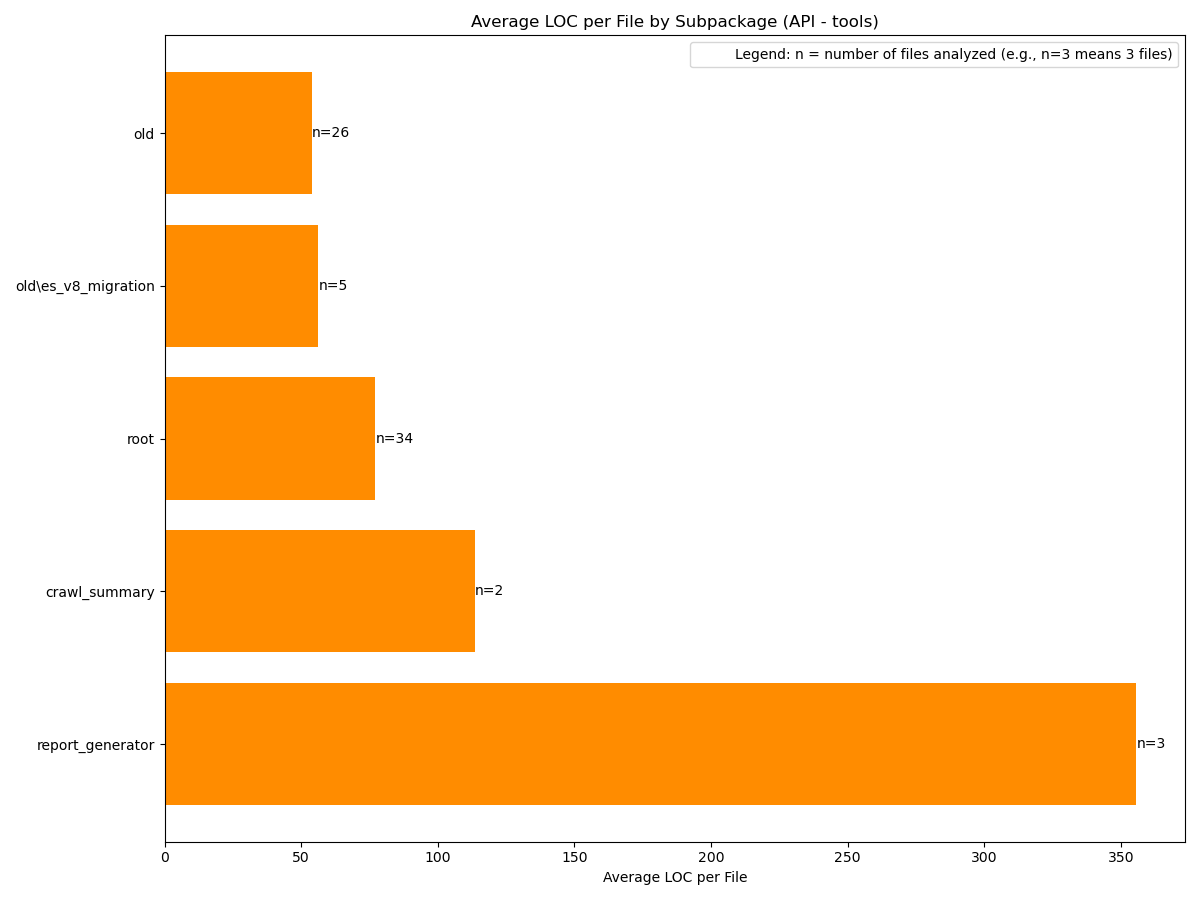 Average LOC per File by Subpackage (API - tools)
Legend: n = number of files analyzed (e.g., n=3 means 3 files)
old
n=26
old\es_v8_migration
n=5
root
n=34
crawl_summary
n=2
report_generator
n=3
0 50 100 150 200 250 300 350
Average LOC per File